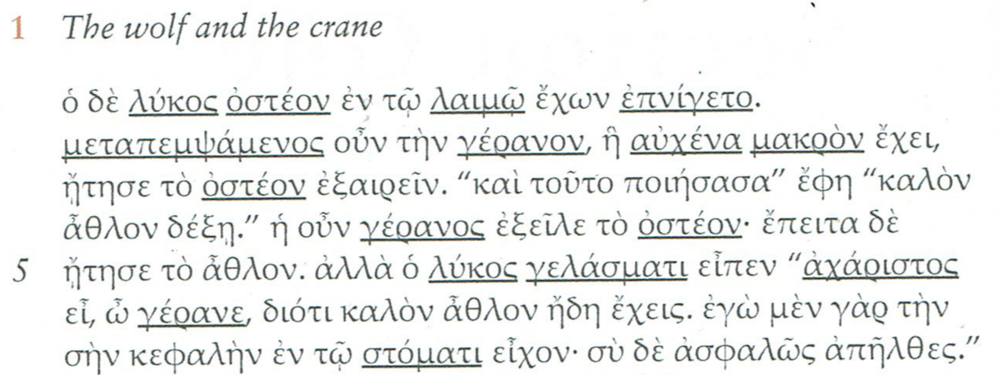 1 The wolf and the crane
ὁ δὲ λύκος ὀστέον ἐν τῷ λαιμῷ ἔχων ἐπνίγετο.
μεταπεμψάμενος οὖν τὴν γέρανον, ἣ αὐχένα μακρὸν ἔχει,
ᾔτησε τὸ ὀστέον ἐξαιρεῖν. “καὶ τοῦτο ποιήσασα” ἔφη “καλὸν
ἆθλον δέξῃ.” ἡ οὖν γέρανος ἐξεῖλε τὸ ὀστέον· ἔπειτα δὲ
5 ᾔτησε τὸ ἆθλον. ἀλλὰ ὁ λύκος γελάσματι εἶπεν “ἀχάριστος
εἶ, ὦ γέρανε, διότι καλὸν ἆθλον ἤδη ἔχεις. ἐγὼ μὲν γὰρ τὴν
σὴν κεφαλὴν ἐν τῷ στόματι εἶχον· σὺ δὲ ἀσφαλῶς ἀπῆλθες.”